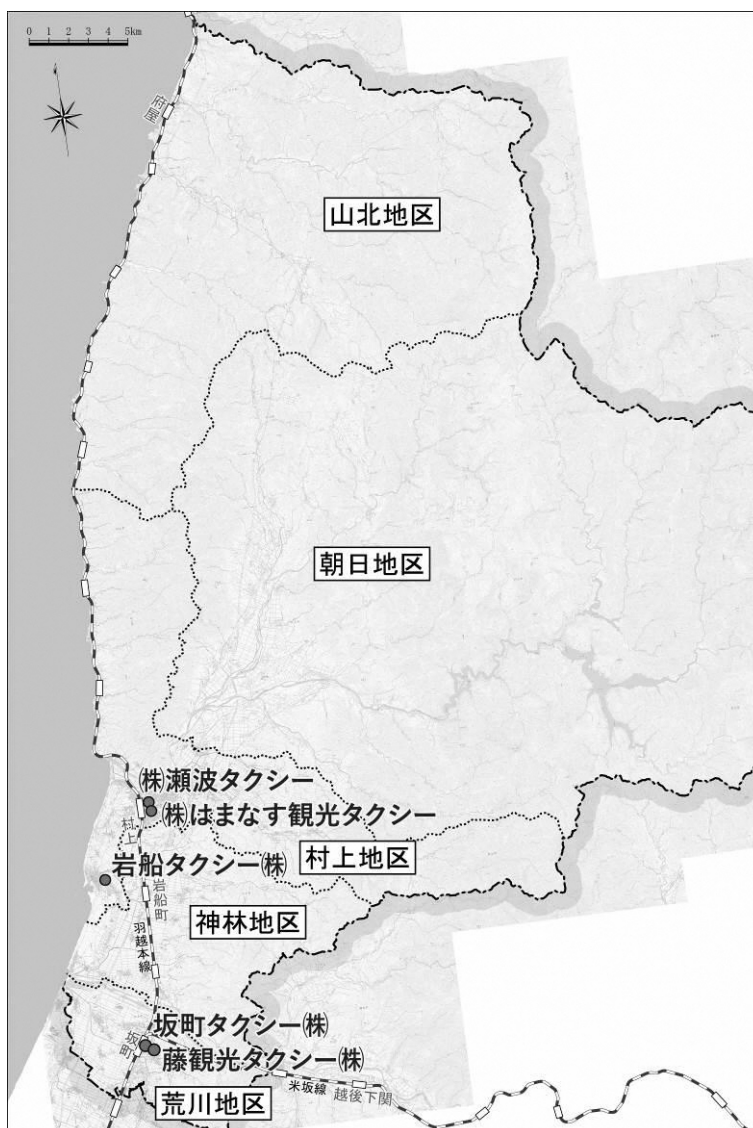 0 1 2 3 4 5km
府屋
山北地区
朝日地区
㈱瀬波タクシー
㈱はまなす観光タクシー
村上
岩船タクシー㈱
村上地区
岩船町
神林地区
羽越本線
坂町タクシー㈱
坂町
藤観光タクシー㈱
米坂線
越後下関
荒川地区